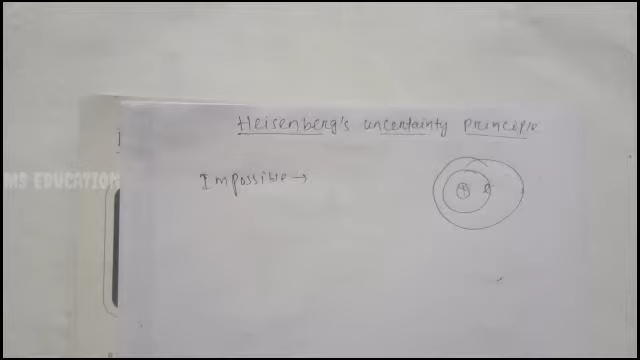 Heisenberg's uncertainty principle
MS EDUCATION
Impossible →